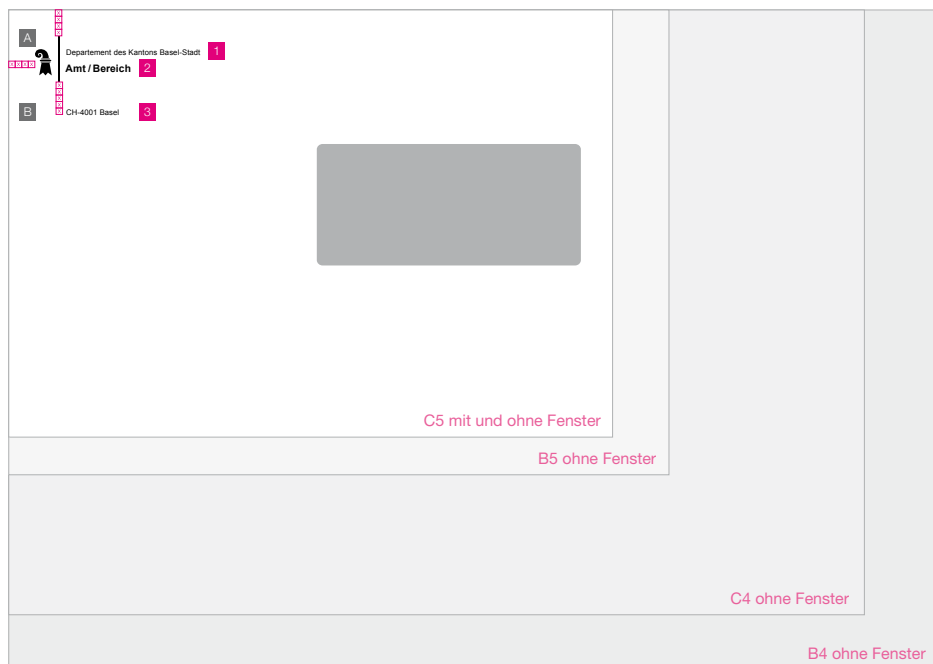 x
x
x
x
A
Departement des Kantons Basel-Stadt 1
x x x x
Amt / Bereich 2
x
x
x
x
x
B
CH-4001 Basel 3
C5 mit und ohne Fenster
B5 ohne Fenster
C4 ohne Fenster
B4 ohne Fenster